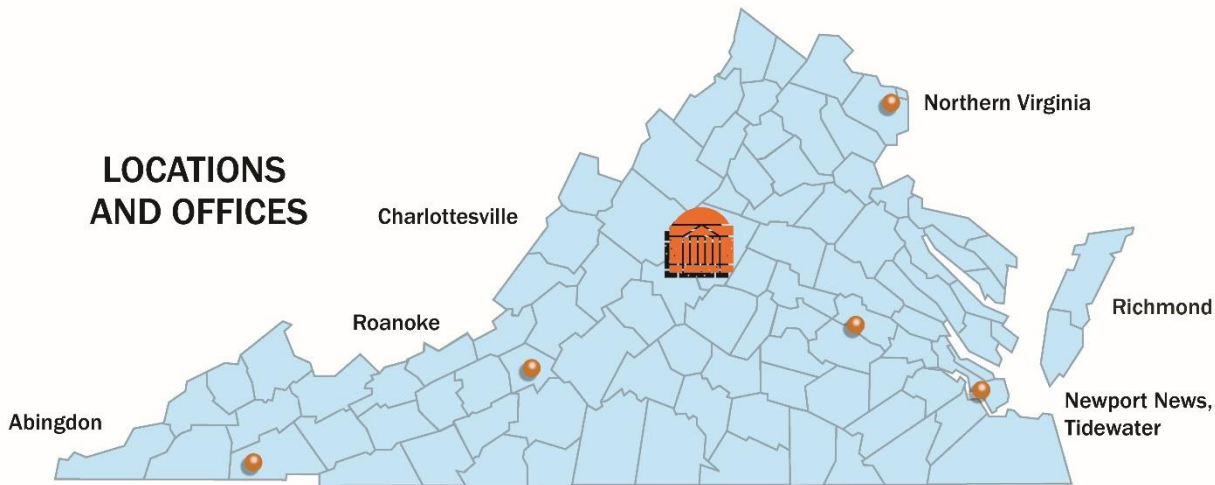 LOCATIONS
AND OFFICES
Northern Virginia
Charlottesville
Roanoke
Richmond
Abingdon
Newport News,
Tidewater